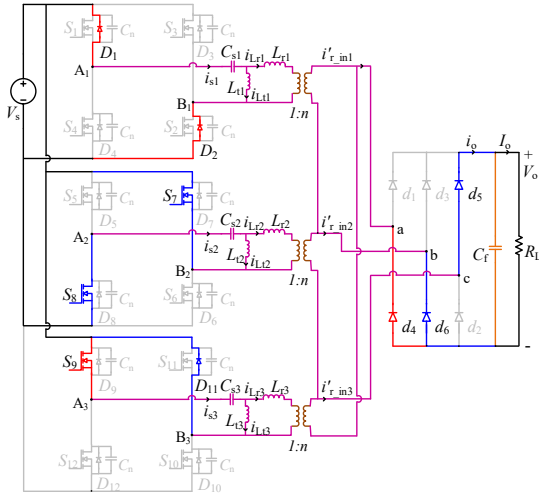 S1 D1 Cn S3 D3 Cn
A1 is1 Cs1 iLr1 Lr1 i'r_in1
Lt1 iLt1
B1 1:n
Vs
S4 D4 Cn S2 D2 Cn
S5 D5 Cn S7 D7 Cn
A2 is2 Cs2 iLr2 Lr2 i'r_in2
Lt2 iLt2
B2 1:n
S8 D8 Cn S6 D6 Cn
S9 D9 Cn S11 D11 Cn
A3 is3 Cs3 iLr3 Lr3 i'r_in3
Lt3 iLt3
B3 1:n
S12 D12 Cn S10 D10 Cn
io Io + Vo
d1 d3 d5
a b c
Cf RL
d4 d6 d2
-